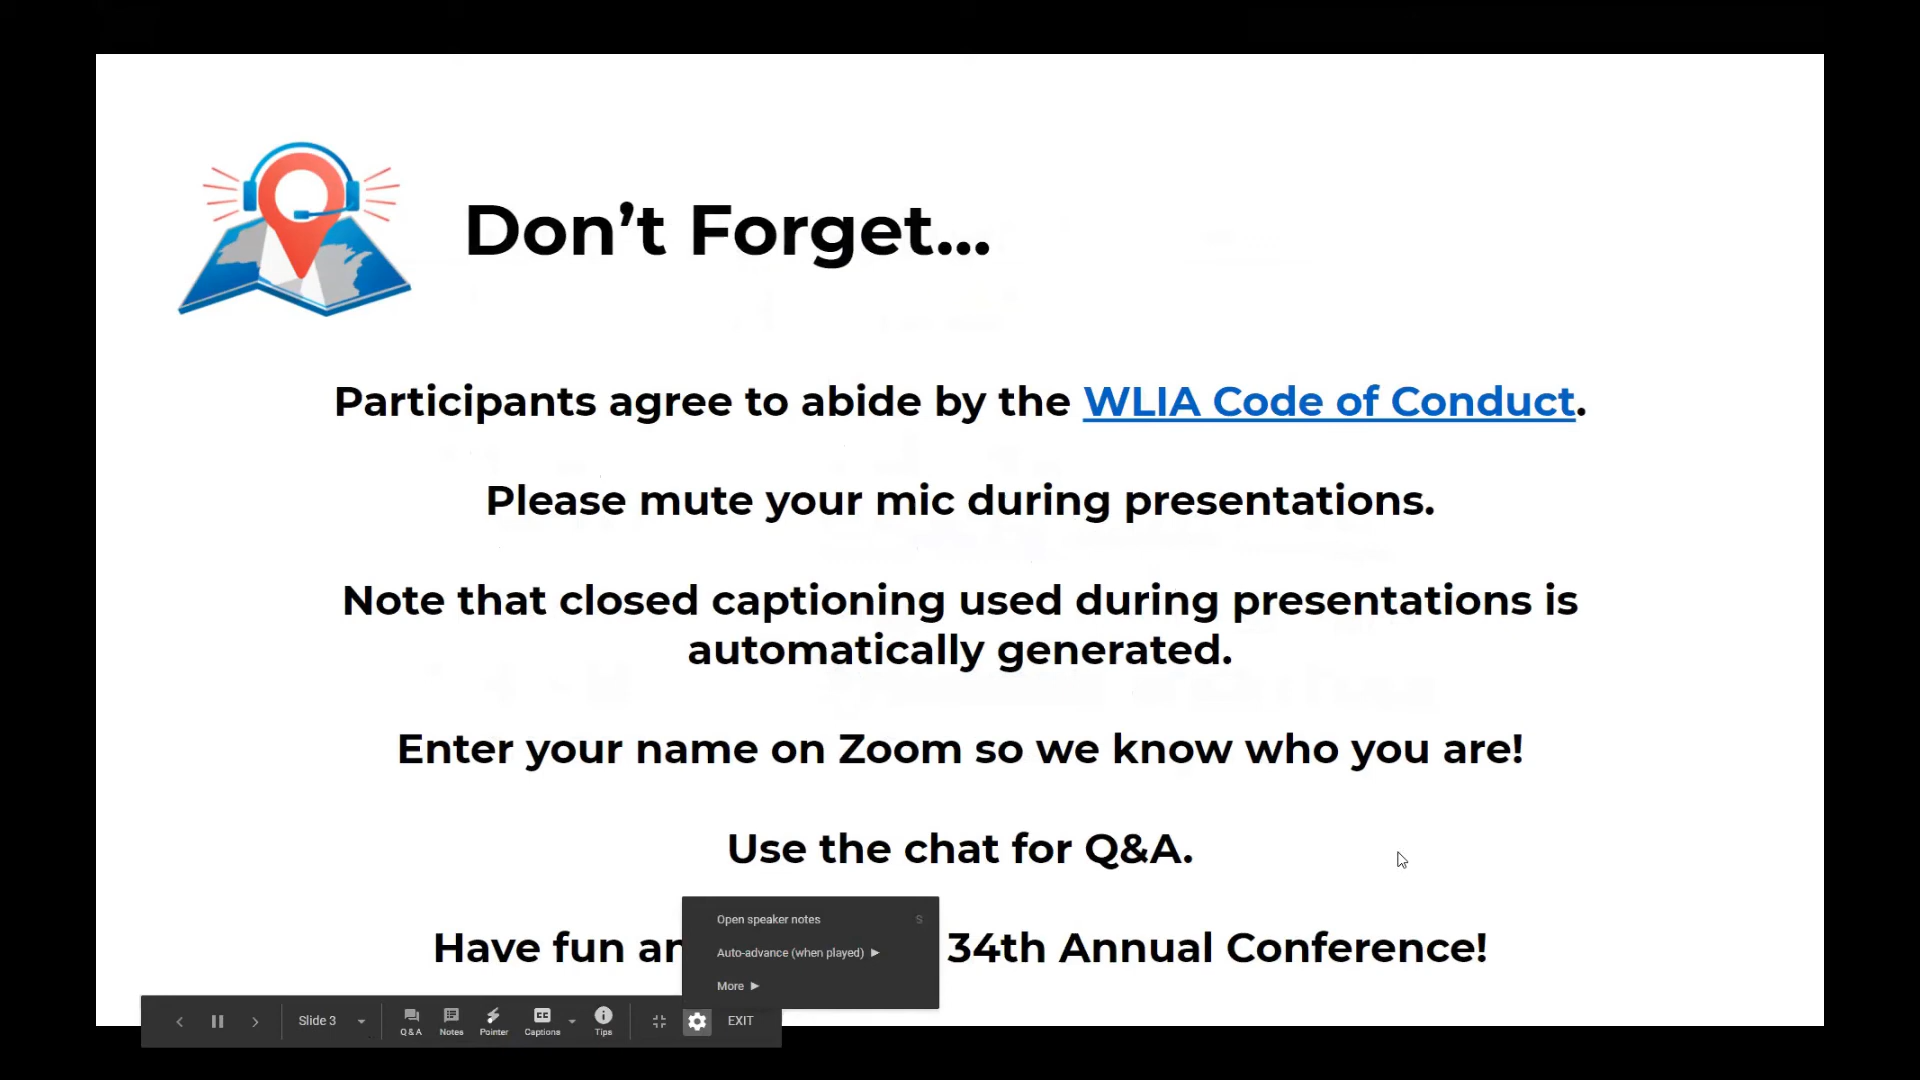 Don’t Forget...
Participants agree to abide by the WLIA Code of Conduct.
Please mute your mic during presentations.
Note that closed captioning used during presentations is
automatically generated.
Enter your name on Zoom so we know who you are!
Use the chat for Q&A.
Have fun an 34th Annual Conference!
Open speaker notes S
Auto-advance (when played)
More
Slide 3
Q&A
Notes
Pointer
Captions
Tips
EXIT